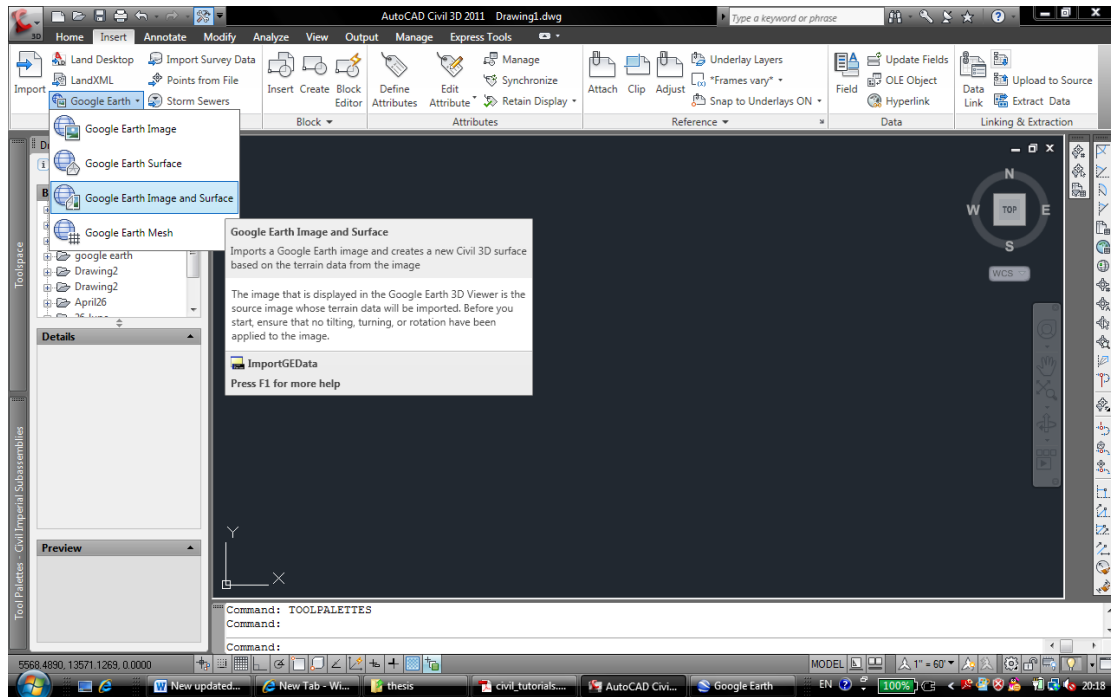 AutoCAD Civil 3D 2011 Drawing1.dwg
Type a keyword or phrase
3D Home Insert Annotate Modify Analyze View Output Manage Express Tools
Land Desktop Import Survey Data
LandXML Points from File
Import
Google Earth Storm Sewers
Insert Create Block Editor
Define Attributes
Edit Attribute
Manage
Synchronize
Retain Display
Attach Clip Adjust
Underlay Layers
*Frames vary*
Snap to Underlays ON
Field
Update Fields
OLE Object
Hyperlink
Data Link
Upload to Source
Extract Data
Block
Attributes
Reference
Data
Linking & Extraction
Google Earth Image
Google Earth Surface
Google Earth Image and Surface
Google Earth Mesh
google earth
Drawing2
Drawing2
April26
Details
Preview
Toolspace
Tool Palettes - Civil Imperial Subassemblies
Google Earth Image and Surface
Imports a Google Earth image and creates a new Civil 3D surface
based on the terrain data from the image
The image that is displayed in the Google Earth 3D Viewer is the
source image whose terrain data will be imported. Before you
start, ensure that no tilting, turning, or rotation have been
applied to the image.
ImportGEData
Press F1 for more help
N
W TOP E
S
WCS
Y
X
Command: TOOLPALETTES
Command:
Command:
5568.4890, 13571.1269, 0.0000
MODEL
1" = 60'
W New updated... New Tab - Wi... thesis civil_tutorials.... AutoCAD Civi... Google Earth EN 100% 20:18